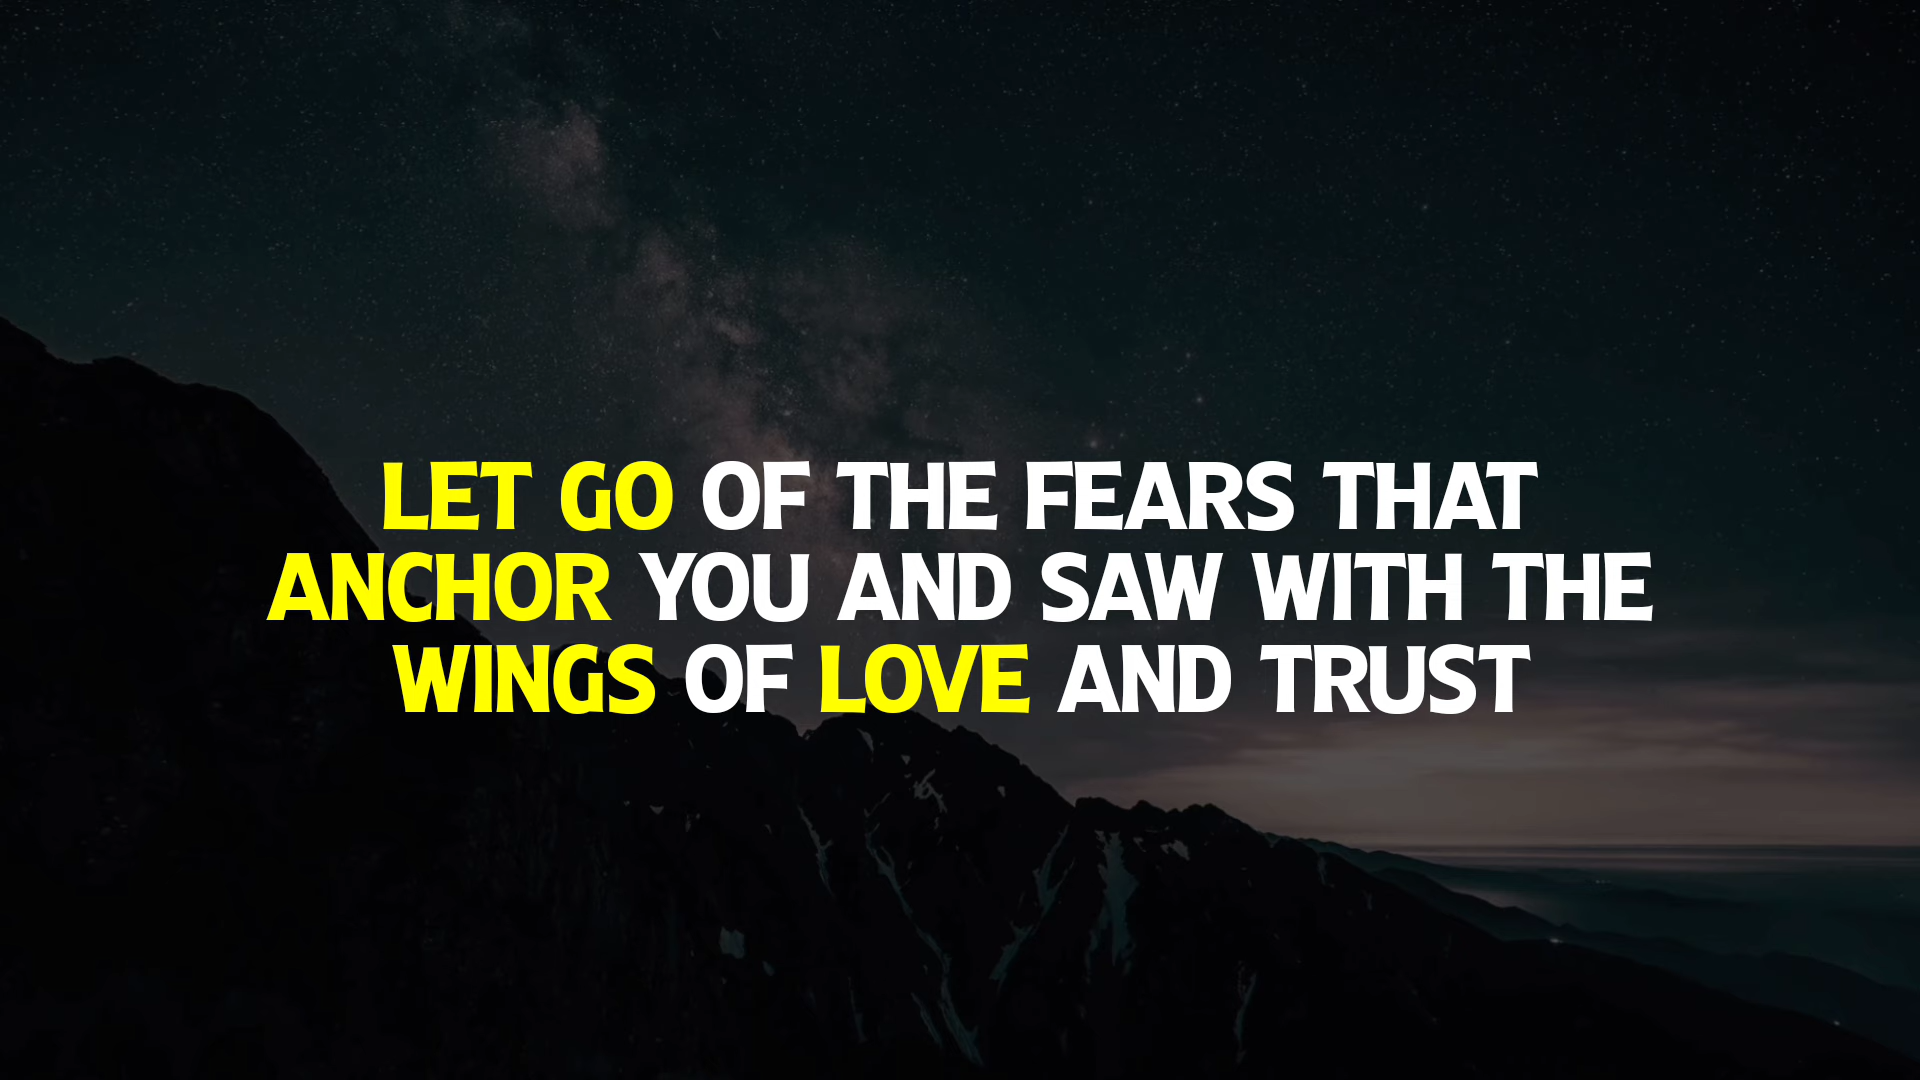 LET GO OF THE FEARS THAT
ANCHOR YOU AND SAW WITH THE
WINGS OF LOVE AND TRUST